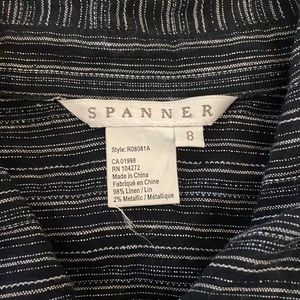 SPANNER
8
Style: R08081A
CA 01998
RN 104272
Made in China
Fabriqué en Chine
98% Linen / Lin
2% Metallic / Métallique